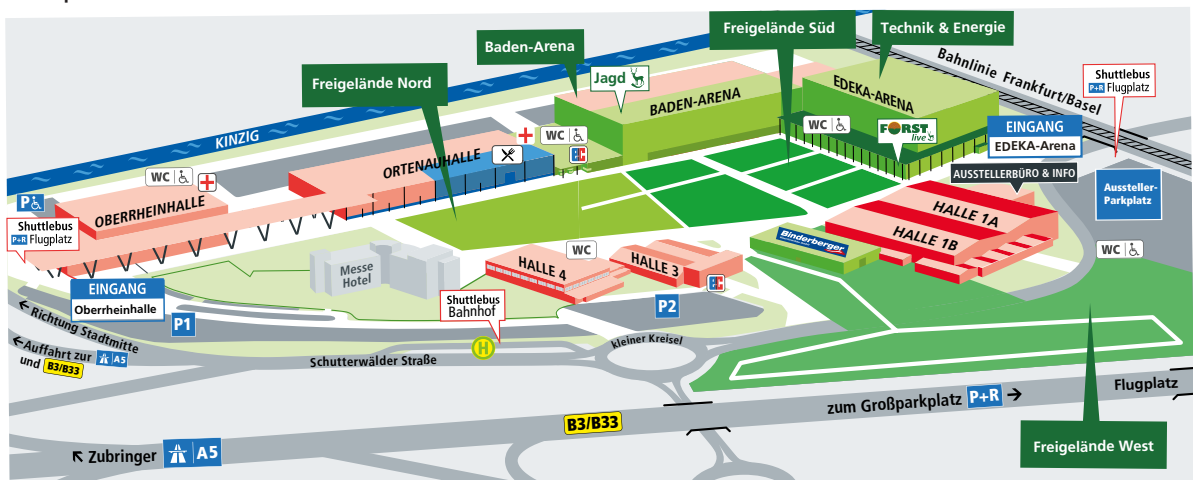 Freigelände Süd
Technik & Energie
Baden-Arena
Freigelände Nord
Jagd
BADEN-ARENA
EDEKA-ARENA
Bahnlinie Frankfurt/Basel
Shuttlebus
P+R Flugplatz
KINZIG
WC
WC
FORST
live
EINGANG
EDEKA-Arena
ORTENAUHALLE
EC
AUSSTELLERBÜRO & INFO
WC
P
OBERRHEINHALLE
Aussteller-
Parkplatz
HALLE 1A
HALLE 1B
Shuttlebus
P+R Flugplatz
Binderberger
WC
WC
Messe
Hotel
HALLE 4
HALLE 3
EC
EINGANG
Oberrheinhalle
Shuttlebus
Bahnhof
P2
P1
Richtung Stadtmitte
Auffahrt zur A5
und B3/B33
H
kleiner Kreisel
Schutterwälder Straße
Flugplatz
zum Großparkplatz P+R
B3/B33
Freigelände West
Zubringer A5